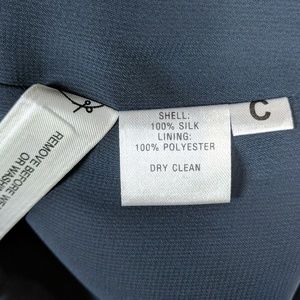 SHELL:
100% SILK
LINING:
100% POLYESTER
DRY CLEAN
C
REMOVE BEFORE
OR WASH